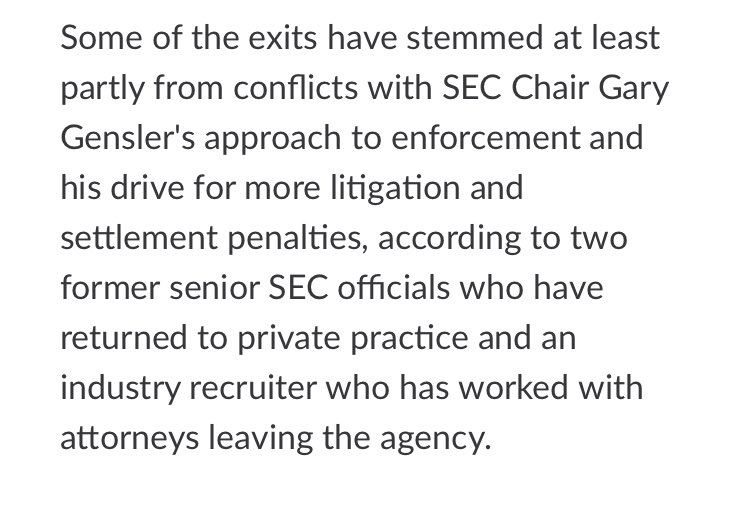 Some of the exits have stemmed at least
partly from conflicts with SEC Chair Gary
Gensler's approach to enforcement and
his drive for more litigation and
settlement penalties, according to two
former senior SEC officials who have
returned to private practice and an
industry recruiter who has worked with
attorneys leaving the agency.